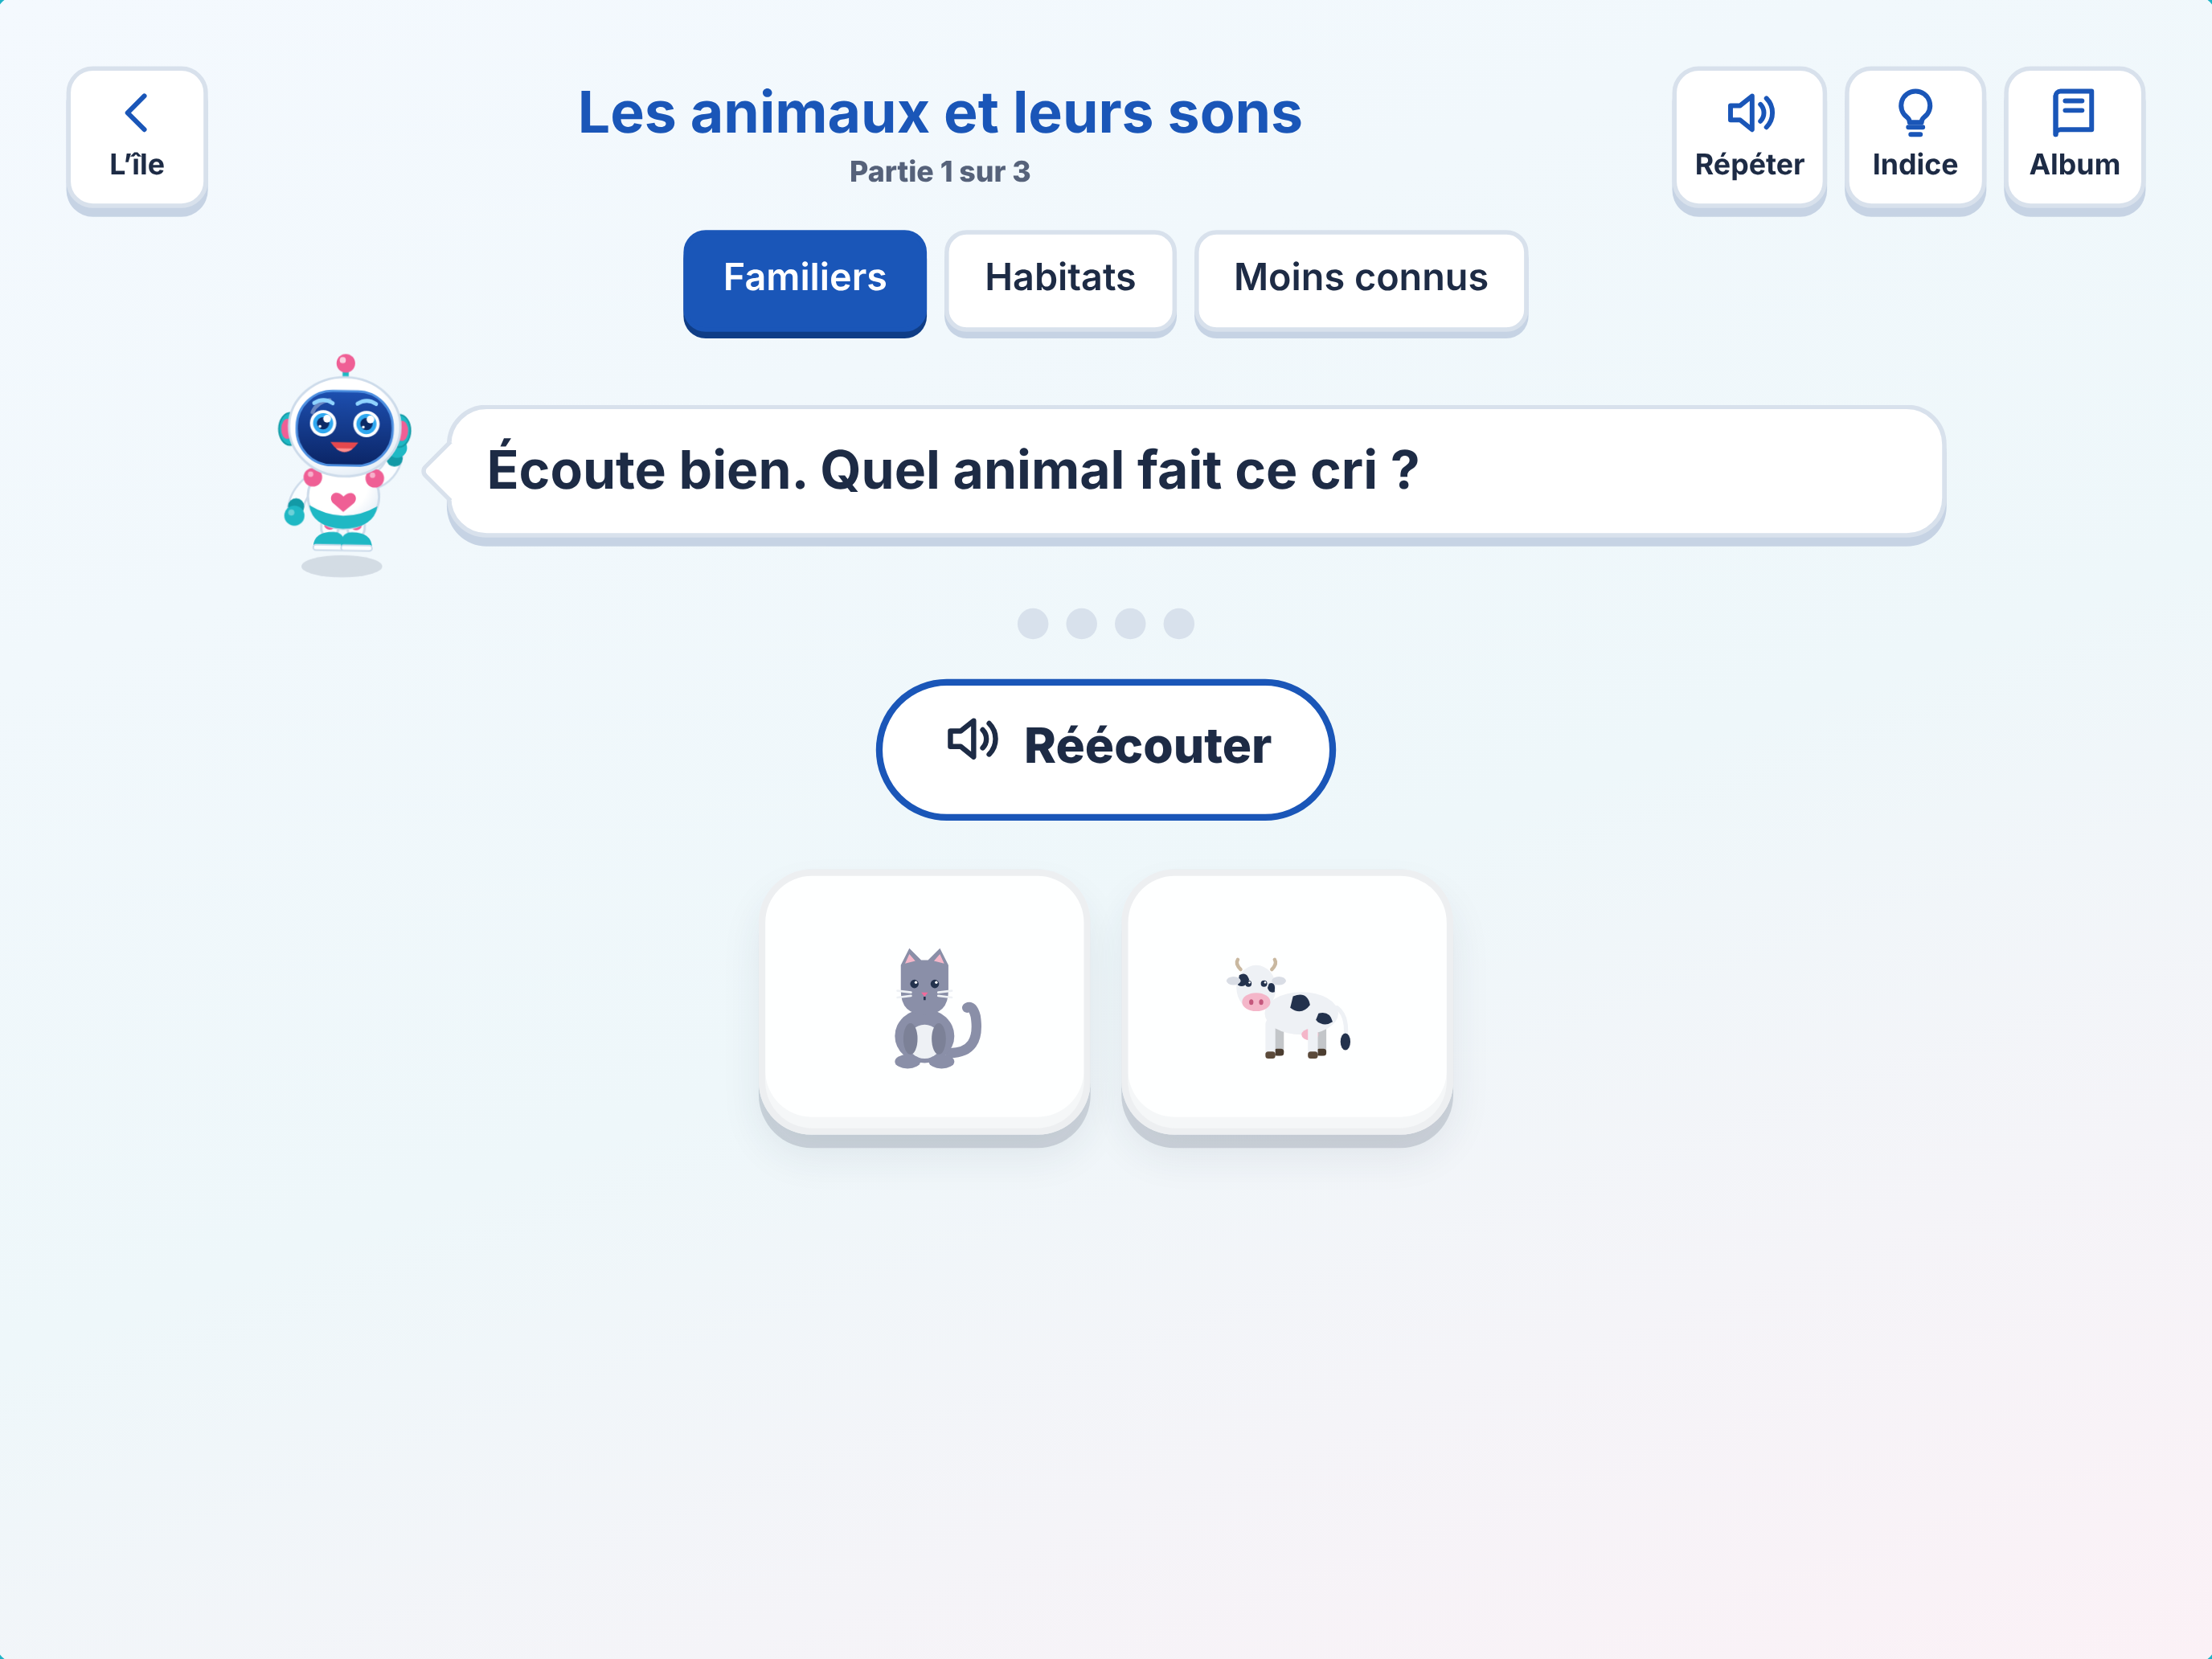 L'île
Les animaux et leurs sons
Partie 1 sur 3
Répéter
Indice
Album
Familiers
Habitats
Moins connus
Écoute bien. Quel animal fait ce cri ?
Réécouter